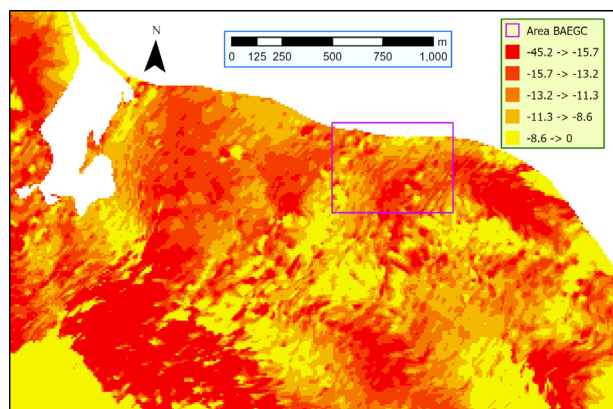 N
0 125 250 500 750 1,000
m
Area BAEGC
-45.2 -> -15.7
-15.7 -> -13.2
-13.2 -> -11.3
-11.3 -> -8.6
-8.6 -> 0